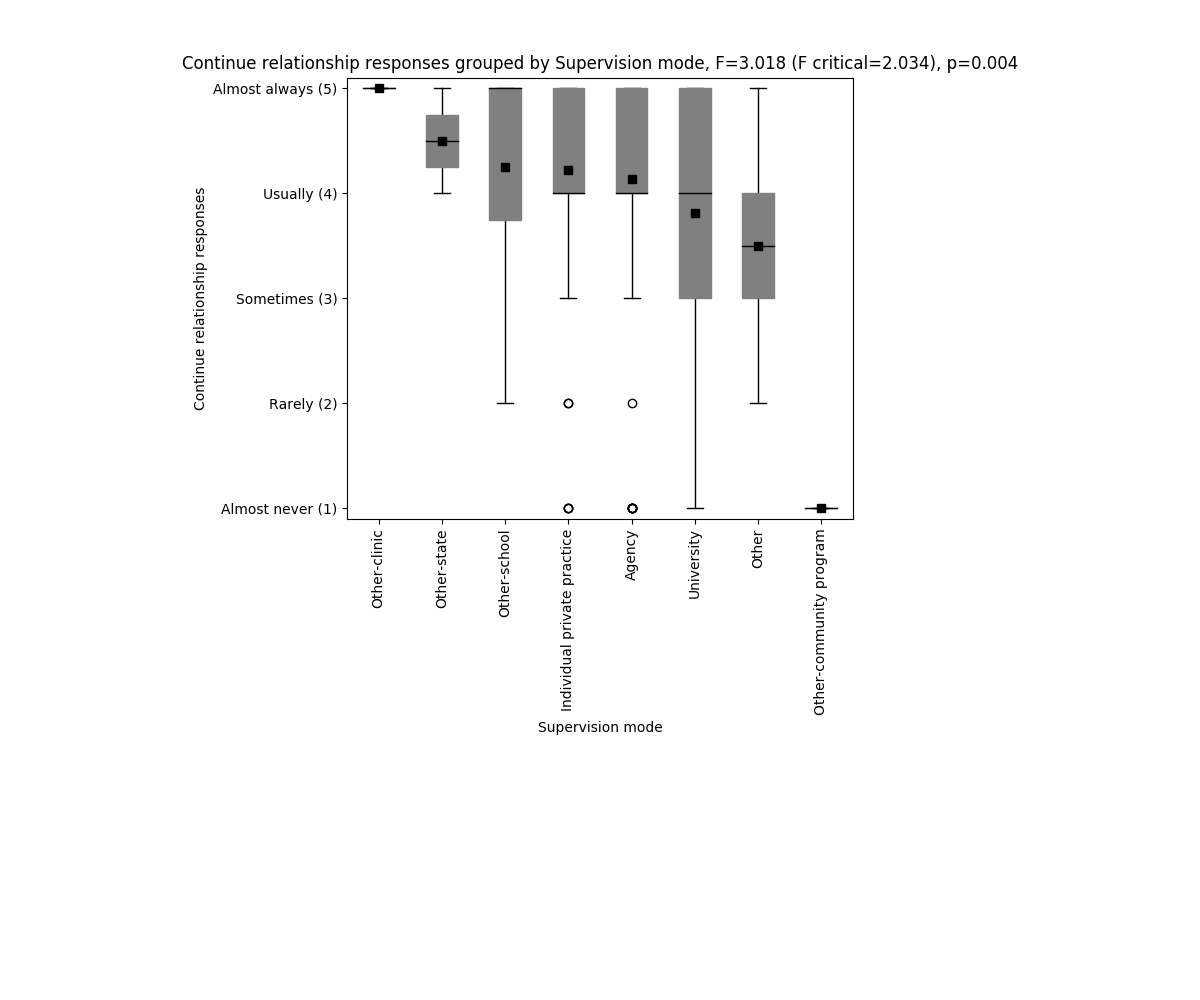 Continue relationship responses grouped by Supervision mode, F=3.018 (F critical=2.034), p=0.004
Continue relationship responses
Almost always (5)
Usually (4)
Sometimes (3)
Rarely (2)
Almost never (1)
Other-clinic
Other-state
Other-school
Individual private practice
Agency
University
Other
Other-community program
Supervision mode